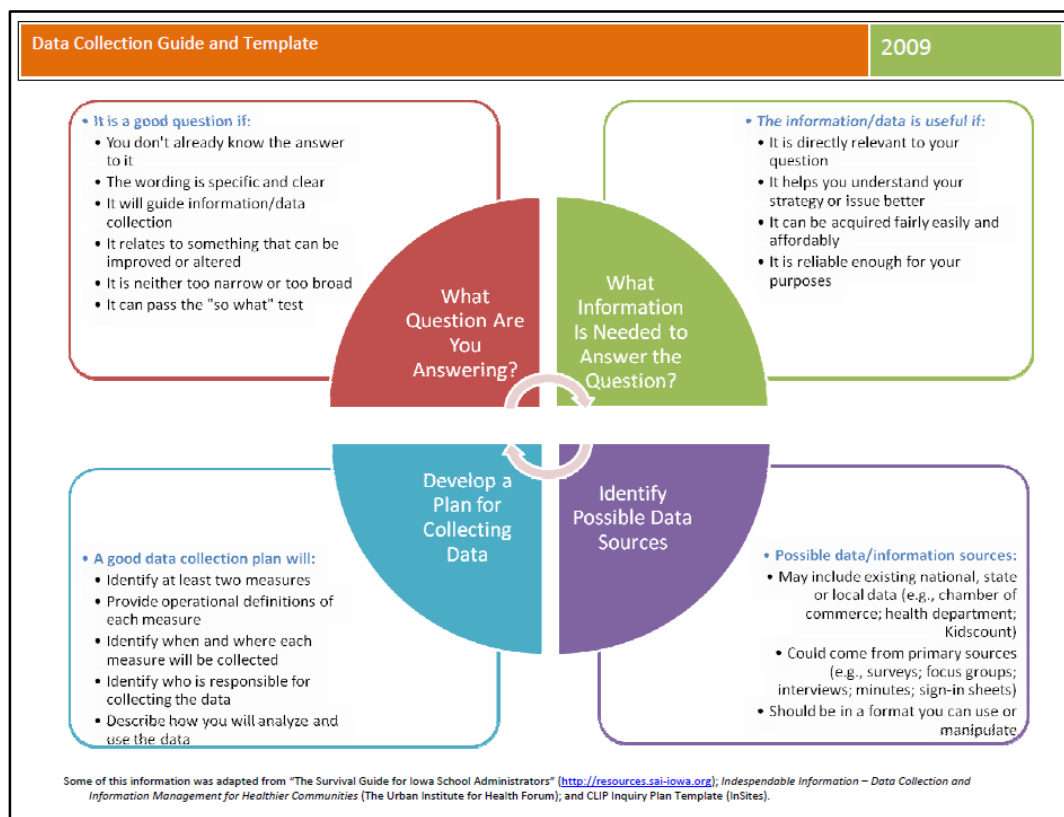 Data Collection Guide and Template
2009
• It is a good question if:
• You don't already know the answer
to it
• The wording is specific and clear
• It will guide information/data
collection
• It relates to something that can be
improved or altered
• It is neither too narrow or too broad
• It can pass the "so what" test
• The information/data is useful if:
• It is directly relevant to your
question
• It helps you understand your
strategy or issue better
• It can be acquired fairly easily and
affordably
• It is reliable enough for your
purposes
What
Question Are
You
Answering?
What
Information
Is Needed to
Answer the
Question?
Develop a
Plan for
Collecting
Data
Identify
Possible Data
Sources
• A good data collection plan will:
• Identify at least two measures
• Provide operational definitions of
each measure
• Identify when and where each
measure will be collected
• Identify who is responsible for
collecting the data
• Describe how you will analyze and
use the data
• Possible data/information sources:
• May include existing national, state
or local data (e.g., chamber of
commerce; health department;
Kidscount)
• Could come from primary sources
(e.g., surveys; focus groups;
interviews; minutes; sign-in sheets)
• Should be in a format you can use or
manipulate
Some of this information was adapted from “The Survival Guide for Iowa School Administrators” (http://resources.sai-iowa.org); Indespendable Information – Data Collection and
Information Management for Healthier Communities (The Urban Institute for Health Forum); and CLIP Inquiry Plan Template (InSites).